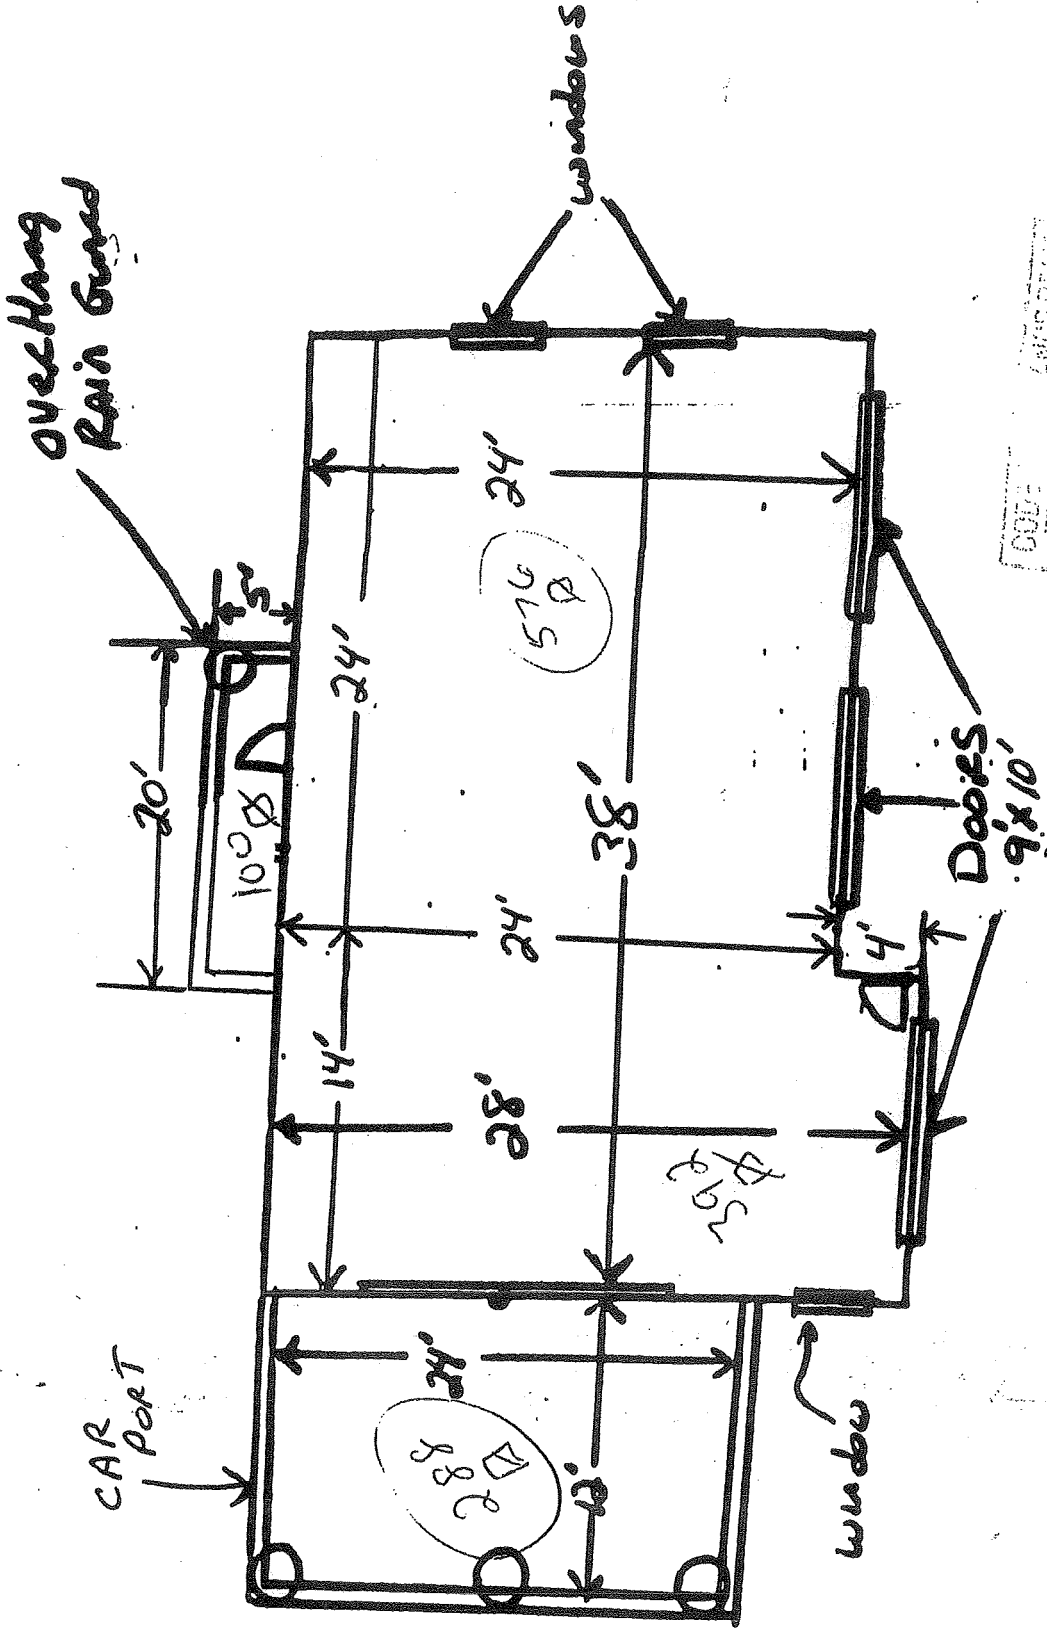 OVERHang
RAIN Guard
20'
5'
100 ⌀
windows
24'
24'
14'
576
⌀
24'
38'
24'
28'
392
⌀
4'
DOORS
9'x10'
CAR
PORT
24'
288
12'
window
CODE